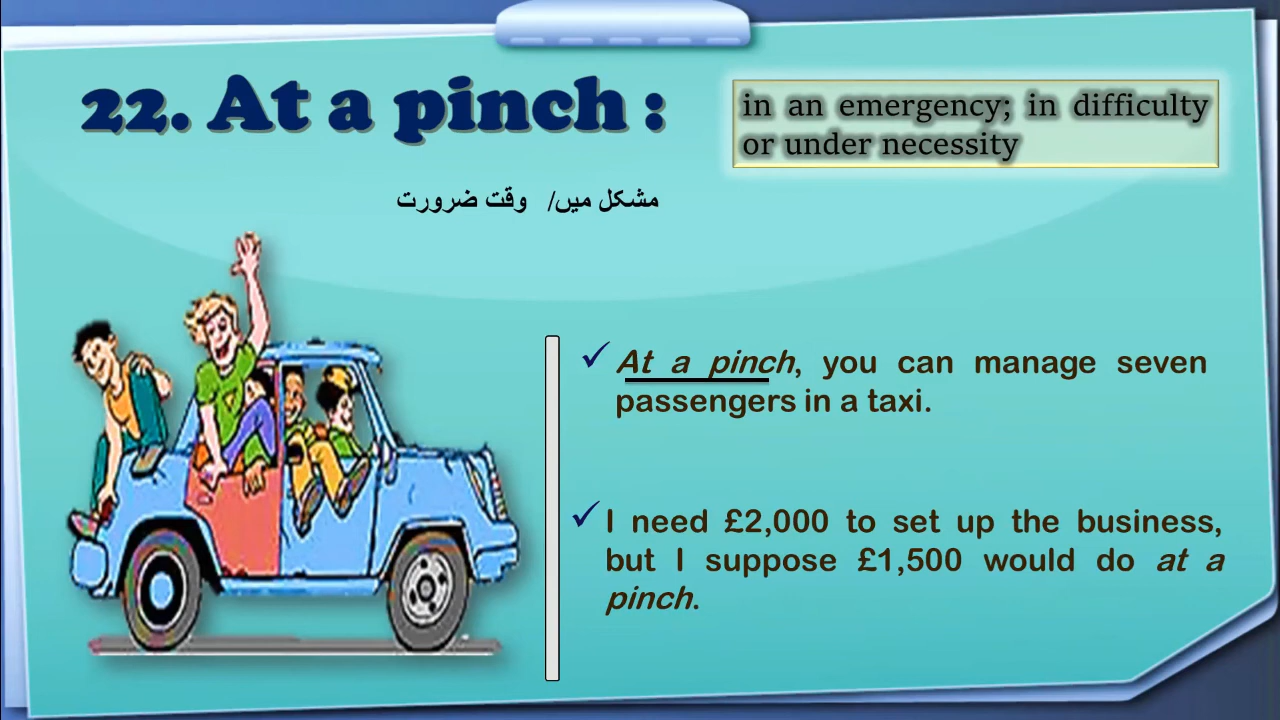 22. At a pinch :
in an emergency; in difficulty
or under necessity
مشکل میں/ وقت ضرورت
At a pinch, you can manage seven
passengers in a taxi.
I need £2,000 to set up the business,
but I suppose £1,500 would do at a
pinch.